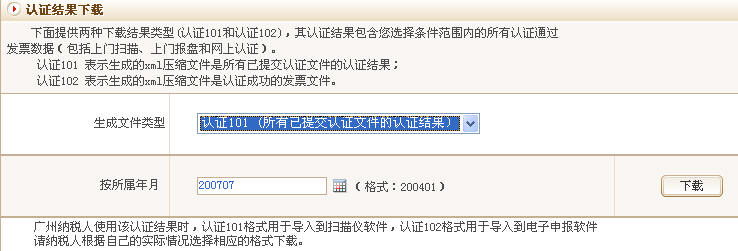 认证结果下载
下面提供两种下载结果类型(认证101和认证102)，其认证结果包含您选择条件范围内的所有认证通过
发票数据（包括上门扫描、上门报盘和网上认证）。
认证101 表示生成的xml压缩文件是所有已提交认证文件的认证结果；
认证102 表示生成的xml压缩文件是认证成功的发票文件。
生成文件类型 认证101（所有已提交认证文件的认证结果）
按所属年月 200707 （格式：200401） 下载
广州纳税人使用该认证结果时，认证101格式用于导入到扫描仪软件，认证102格式用于导入到电子申报软件
请纳税人根据自己的实际情况选择相应的格式下载。